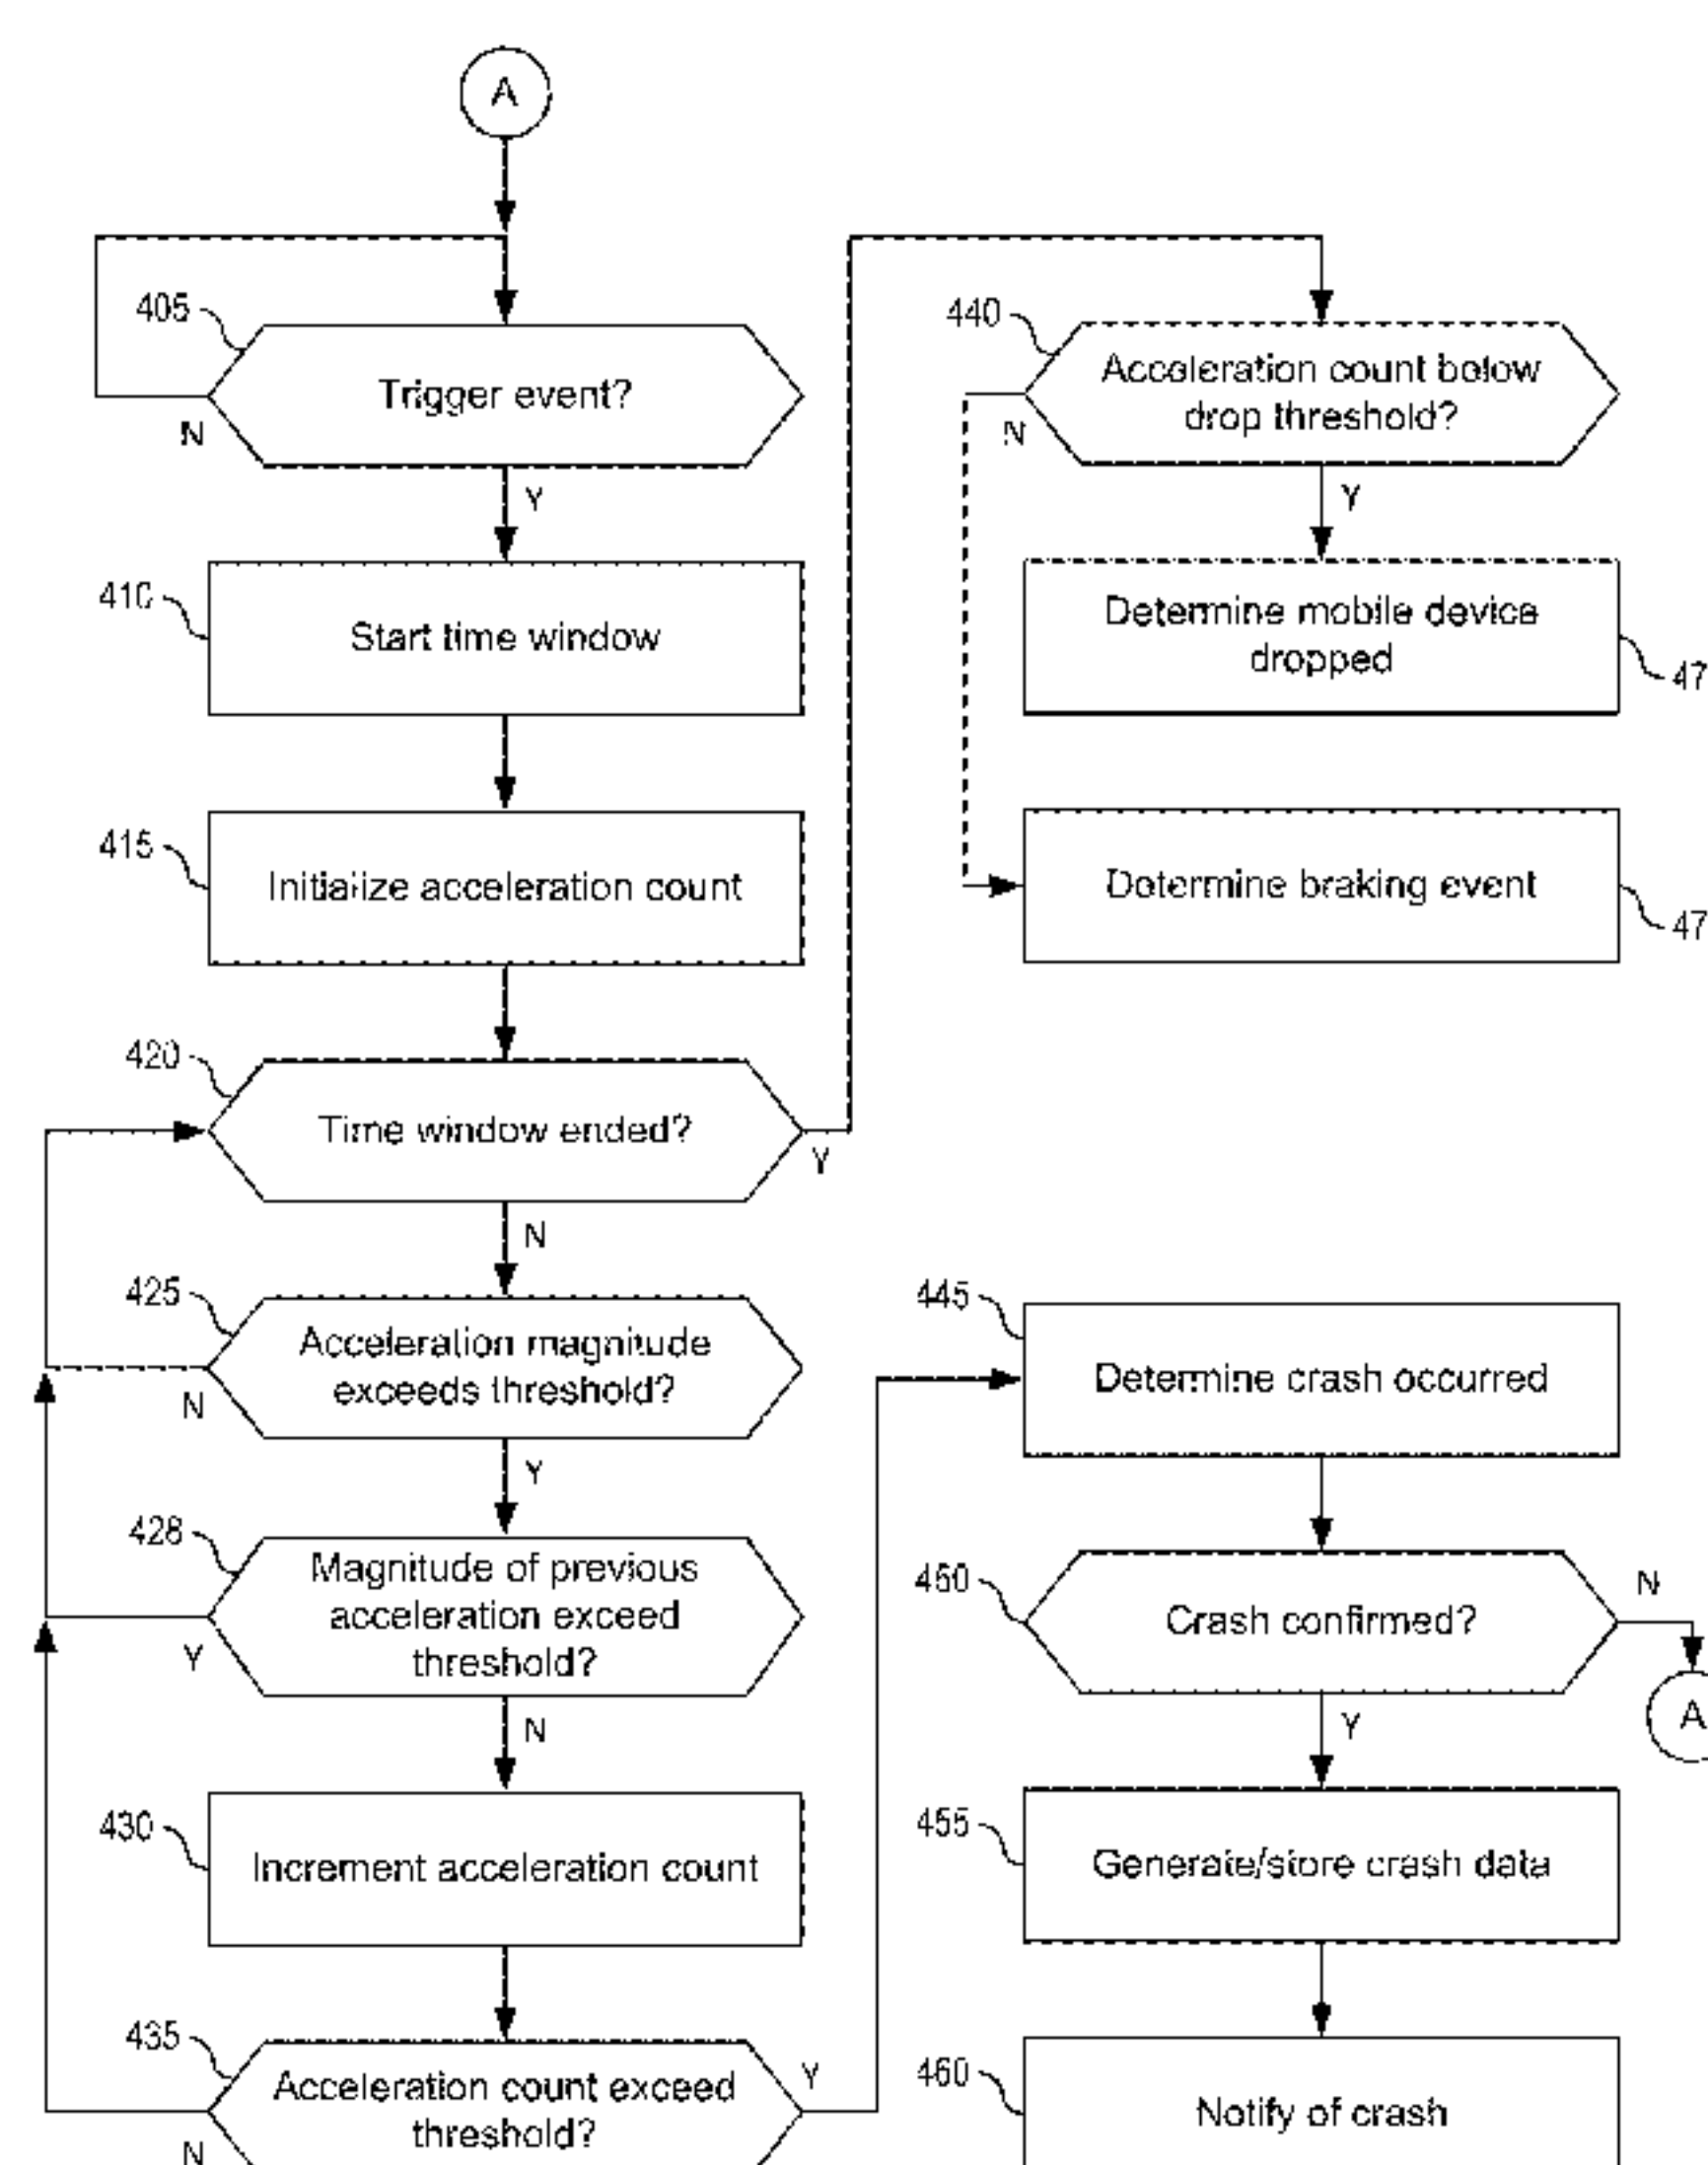 A
405
Trigger event?
N
Y
410
Start time window
415
Initialize acceleration count
420
Time window ended?
Y
N
425
Acceleration magnitude
exceeds threshold?
N
Y
428
Magnitude of previous
acceleration exceed
threshold?
Y
N
430
Increment acceleration count
435
Acceleration count exceed
threshold?
Y
N
440
Acceleration count below
drop threshold?
N
Y
Determine mobile device
dropped
47
Determine braking event
47
445
Determine crash occurred
450
Crash confirmed?
N
A
Y
455
Generate/store crash data
460
Notify of crash